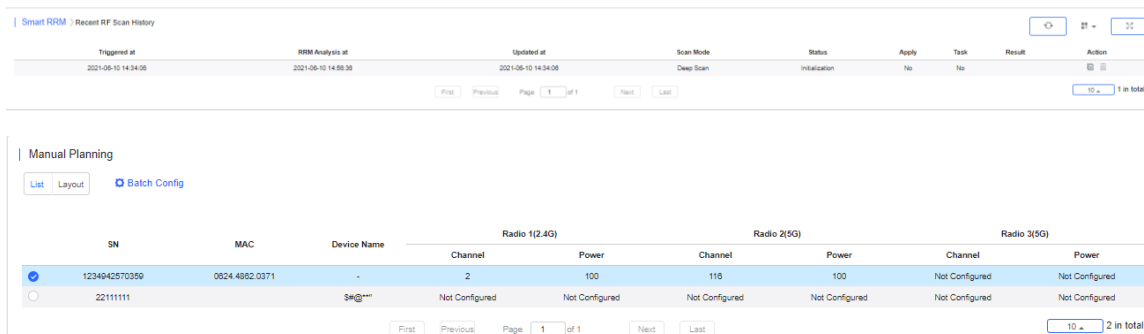 Smart RRM > Recent RF Scan History
Triggered at RRM Analysis at Updated at Scan Mode Status Apply Task Result Action
2021-06-10 14:34:06 2021-06-10 14:56:36 2021-06-10 14:34:06 Deep Scan Initialization No No
First Previous Page 1 of 1 Next Last 10 1 in total
Manual Planning
List Layout Batch Config
SN MAC Device Name Radio 1(2.4G) Radio 2(5G) Radio 3(5G)
Channel Power Channel Power Channel Power
1234942570359 0624.4862.0371 - 2 100 116 100 Not Configured Not Configured
22111111 $#@**" Not Configured Not Configured Not Configured Not Configured Not Configured Not Configured
First Previous Page 1 of 1 Next Last 10 2 in total